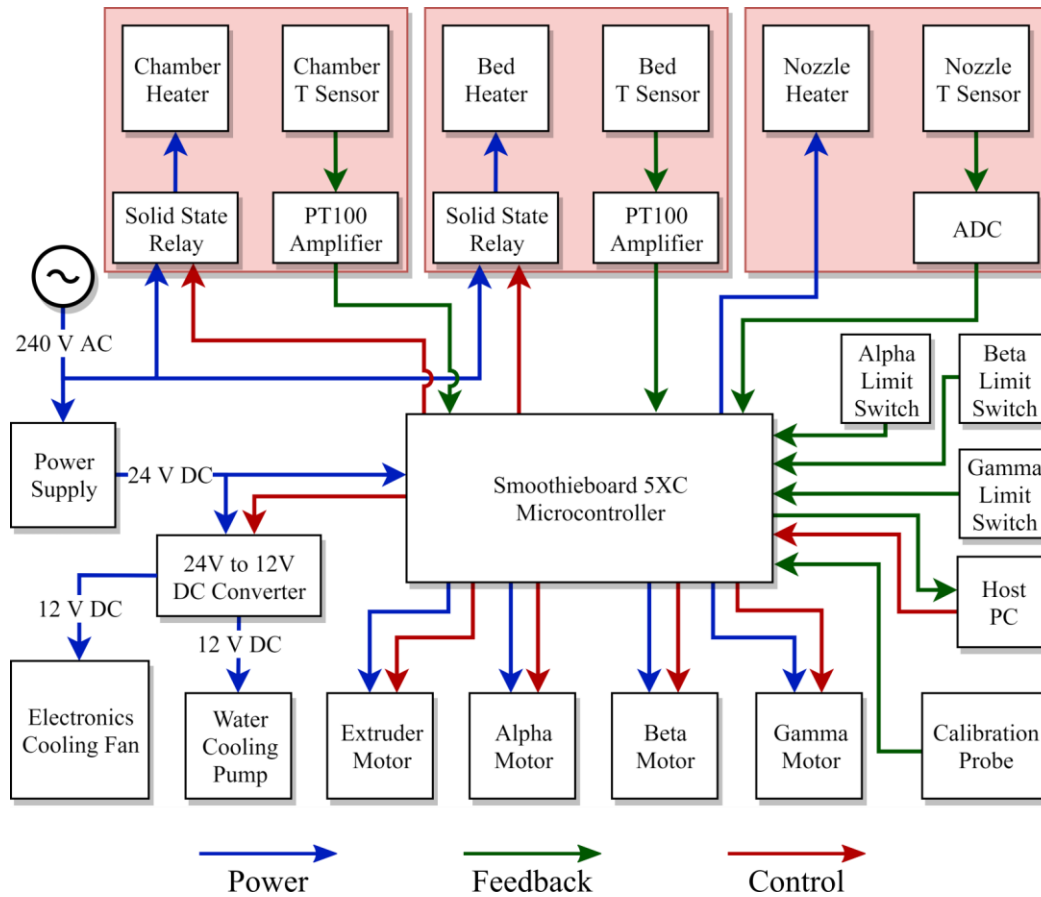 Chamber
Heater
Chamber
T Sensor
Bed
Heater
Bed
T Sensor
Nozzle
Heater
Nozzle
T Sensor
Solid State
Relay
PT100
Amplifier
Solid State
Relay
PT100
Amplifier
ADC
240 V AC
Alpha
Limit
Switch
Beta
Limit
Switch
Power
Supply
24 V DC
Smoothieboard 5XC
Microcontroller
Gamma
Limit
Switch
24V to 12V
DC Converter
Host
PC
12 V DC
12 V DC
Electronics
Cooling Fan
Water
Cooling
Pump
Extruder
Motor
Alpha
Motor
Beta
Motor
Gamma
Motor
Calibration
Probe
Power
Feedback
Control